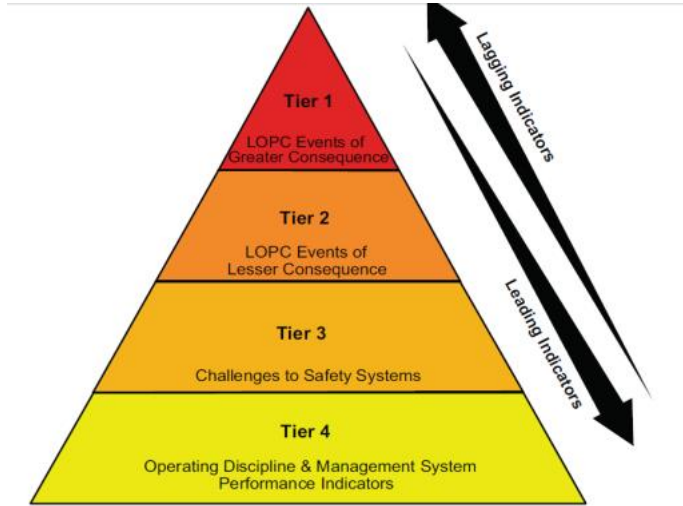 Tier 1
LOPC Events of
Greater Consequence
Tier 2
LOPC Events of
Lesser Consequence
Tier 3
Challenges to Safety Systems
Tier 4
Operating Discipline & Management System
Performance Indicators
Lagging Indicators
Leading Indicators